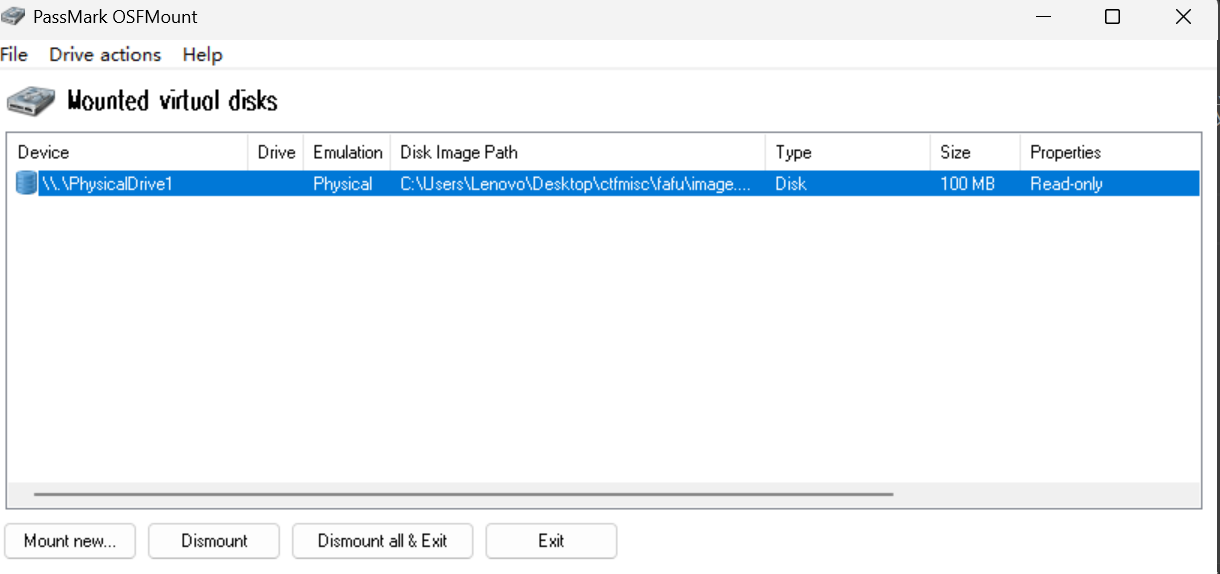 PassMark OSFMount
File Drive actions Help
Mounted virtual disks
Device Drive Emulation Disk Image Path Type Size Properties
\\.\PhysicalDrive1 Physical C:\Users\Lenovo\Desktop\ctfmisc\fafu\image.... Disk 100 MB Read-only
Mount new... Dismount Dismount all & Exit Exit